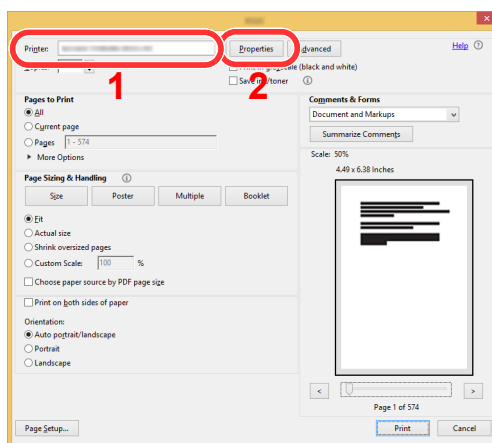 Printer: Properties Advanced Help
1 2
Print in grayscale (black and white)
Save ink/toner
Pages to Print
All
Current page
Pages 1 - 574
More Options
Comments & Forms
Document and Markups
Summarize Comments
Scale: 50%
4.49 x 6.38 Inches
Page Sizing & Handling
Size Poster Multiple Booklet
Fit
Actual size
Shrink oversized pages
Custom Scale: 100 %
Choose paper source by PDF page size
Print on both sides of paper
Orientation:
Auto portrait/landscape
Portrait
Landscape
< >
Page 1 of 574
Page Setup... Print Cancel